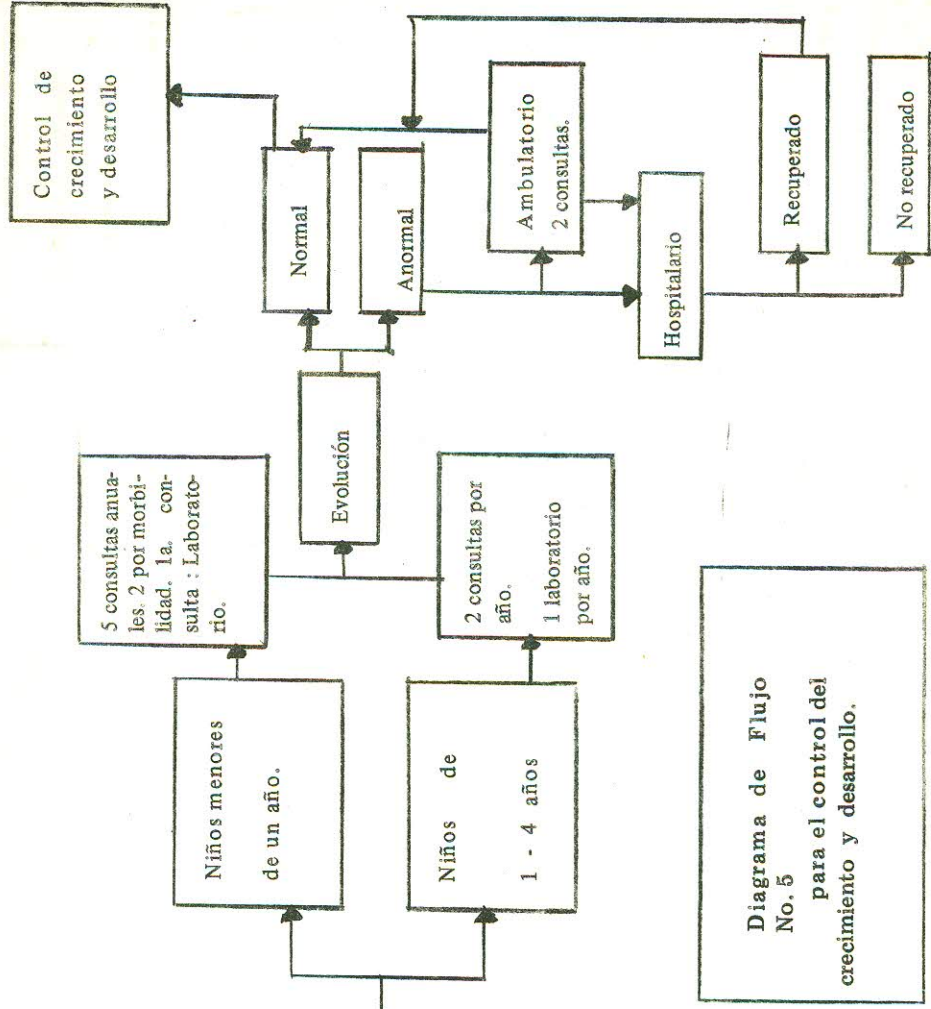 Control de
crecimiento
y desarrollo
Normal
Anormal
Ambulatorio
2 consultas.
Hospitalario
Recuperado
No recuperado
Evolución
5 consultas anua-
les. 2 por morbi-
lidad. 1a. con-
sulta : Laborato-
rio.
2 consultas por
año.
1 laboratorio
por año.
Niños menores
de un año.
Niños de
1 - 4 años
Diagrama de Flujo
No. 5
para el control del
crecimiento y desarrollo.